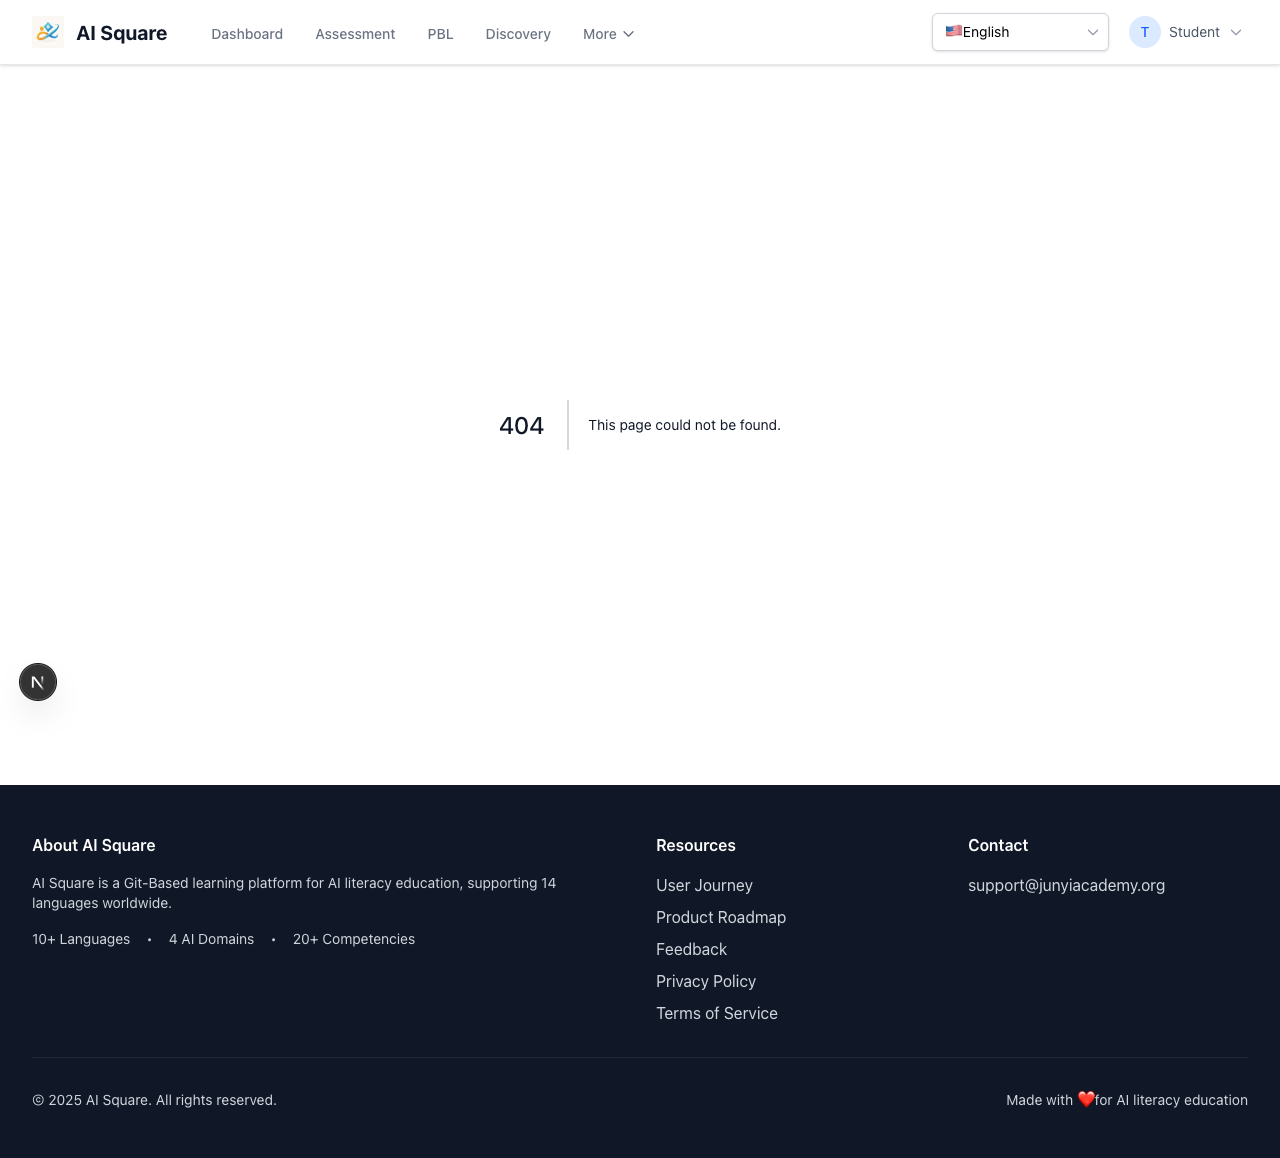 AI Square
Dashboard
Assessment
PBL
Discovery
More
English
T
Student
404
This page could not be found.
N
About AI Square
AI Square is a Git-Based learning platform for AI literacy education, supporting 14
languages worldwide.
10+ Languages • 4 AI Domains • 20+ Competencies
Resources
User Journey
Product Roadmap
Feedback
Privacy Policy
Terms of Service
Contact
support@junyiacademy.org
© 2025 AI Square. All rights reserved.
Made with ❤️for AI literacy education